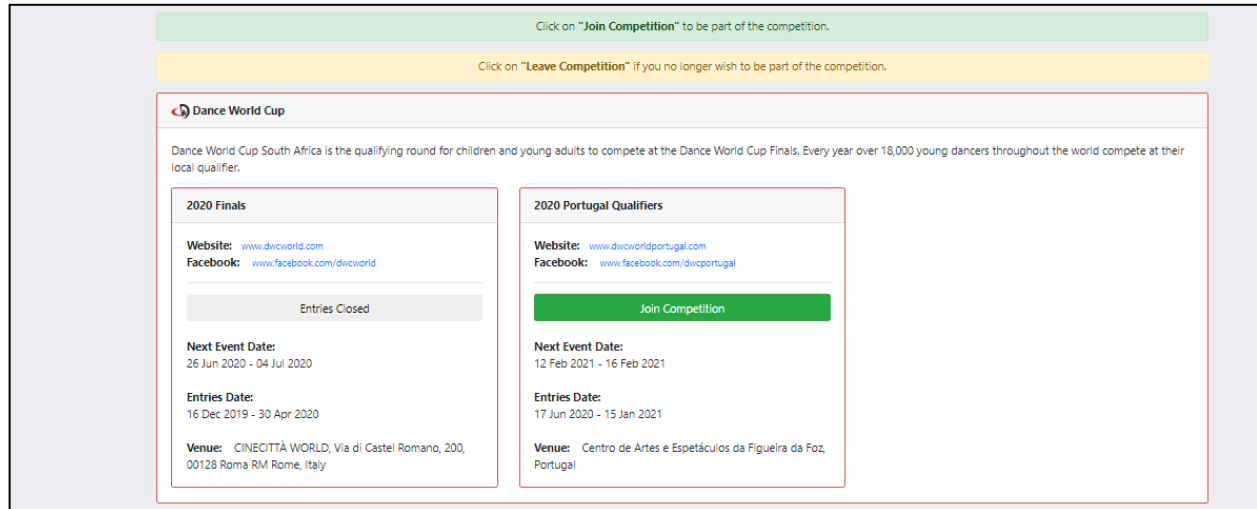 Click on "Join Competition" to be part of the competition.
Click on "Leave Competition" if you no longer wish to be part of the competition.
Dance World Cup
Dance World Cup South Africa is the qualifying round for children and young adults to compete at the Dance World Cup Finals. Every year over 18,000 young dancers throughout the world compete at their
local qualifier.
2020 Finals
Website: www.dwcworld.com
Facebook: www.facebook.com/dwcworld
Entries Closed
Next Event Date:
26 Jun 2020 - 04 Jul 2020
Entries Date:
16 Dec 2019 - 30 Apr 2020
Venue: CINECITTÀ WORLD, Via di Castel Romano, 200,
00128 Roma RM Rome, Italy
2020 Portugal Qualifiers
Website: www.dwcworldportugal.com
Facebook: www.facebook.com/dwcportugal
Join Competition
Next Event Date:
12 Feb 2021 - 16 Feb 2021
Entries Date:
17 Jun 2020 - 15 Jan 2021
Venue: Centro de Artes e Espetáculos da Figueira da Foz,
Portugal